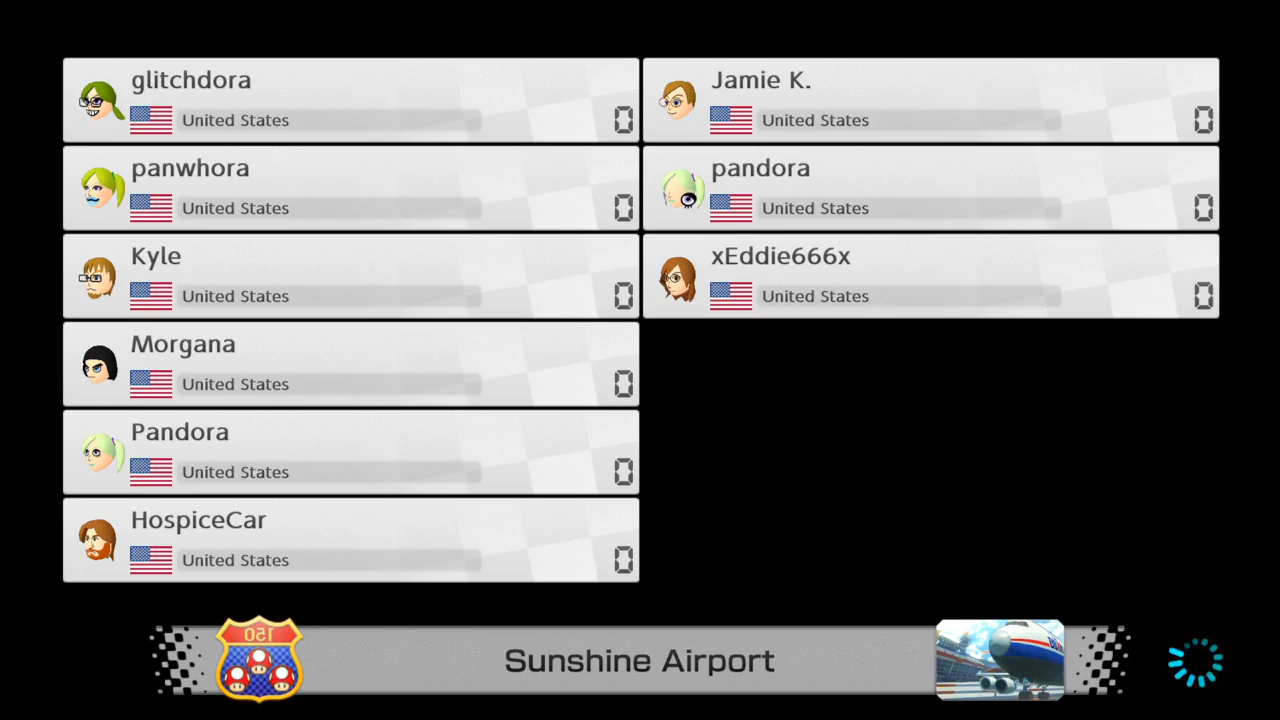 glitchdora
United States
0
panwhora
United States
0
Kyle
United States
0
Morgana
United States
0
Pandora
United States
0
HospiceCar
United States
0
Jamie K.
United States
0
pandora
United States
0
xEddie666x
United States
0
150
Sunshine Airport